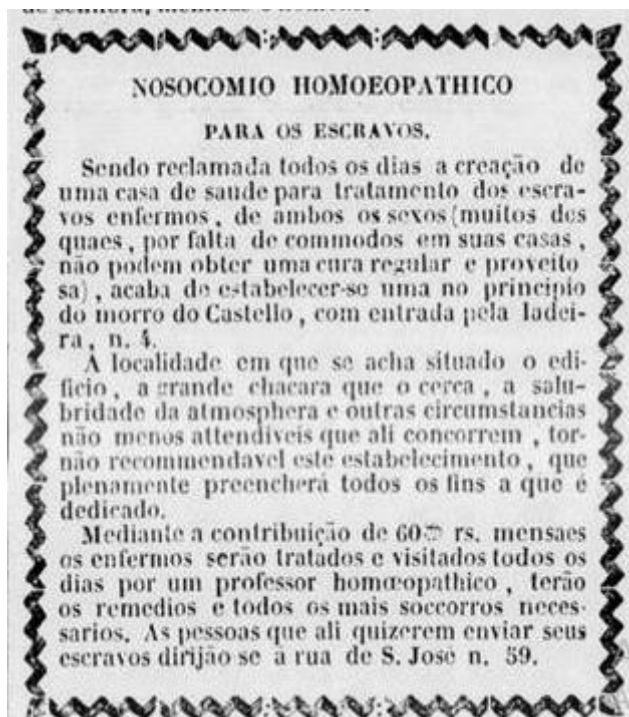 NOSOCOMIO HOMOEOPATHICO
PARA OS ESCRAVOS.
Sendo reclamada todos os dias a creação de
uma casa de saude para tratamento dos escra-
vos enfermos, de ambos os sexos (muitos dos
quaes, por falta de commodos em suas casas,
não podem obter uma cura regular e proveito
sa), acaba de estabelecer-se uma no principio
do morro do Castello, com entrada pela ladei-
ra, n. 4.
A localidade em que se acha situado o edi-
ficio, a grande chacara que o cerca, a salu-
bridade da atmosphera e outras circumstancias
não menos attendiveis que ali concorrem, tor-
não recommendavel este estabelecimento, que
plenamente preencherá todos os fins a que é
dedicado.
Mediante a contribuição de 60 rs. mensaes
os enfermos serão tratados e visitados todos os
dias por um professor homœopathico, terão
os remedios e todos os mais soccorros neces-
sarios. As pessoas que ali quizerem enviar seus
escravos dirijão se á rua de S. José n. 59.